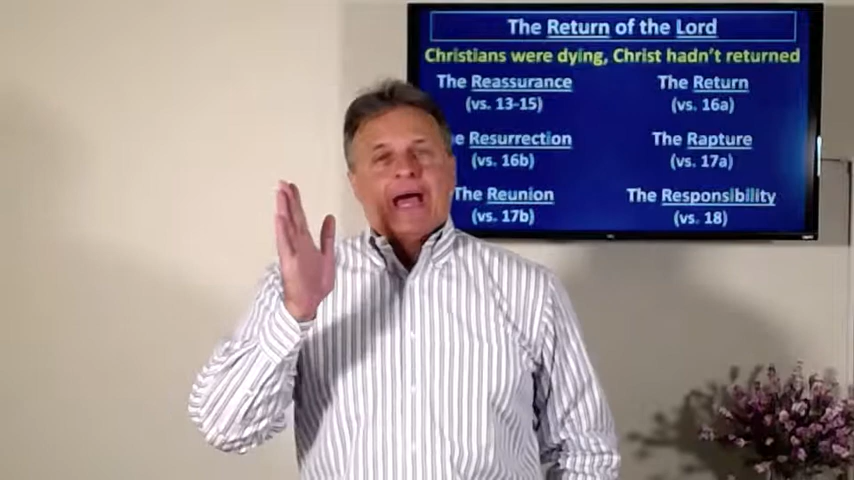 The Return of the Lord
Christians were dying, Christ hadn't returned
The Reassurance
(vs. 13-15)
The Return
(vs. 16a)
e Resurrection
(vs. 16b)
The Rapture
(vs. 17a)
The Reunion
(vs. 17b)
The Responsibility
(vs. 18)